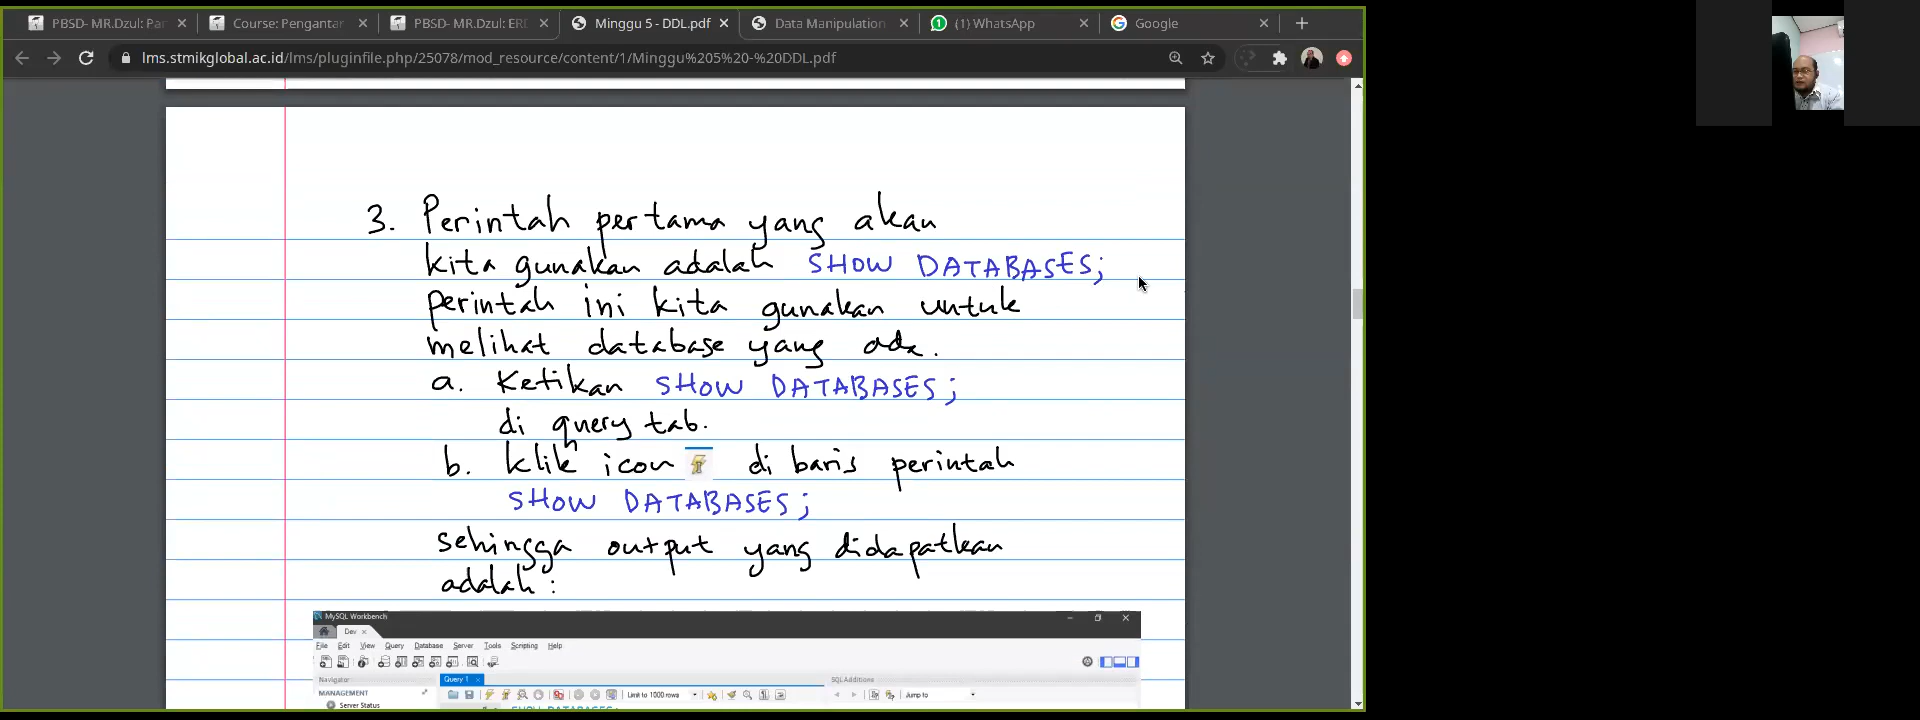 PBSD- MR.Dzul: Par
Course: Pengantar
PBSD- MR.Dzul: ERD
Minggu 5 - DDL.pdf
Data Manipulation
(1) WhatsApp
Google
lms.stmikglobal.ac.id/lms/pluginfile.php/25078/mod_resource/content/1/Minggu%205%20-%20DDL.pdf
3. Perintah pertama yang akan
kita gunakan adalah SHOW DATABASES;
perintah ini kita gunakan untuk
melihat database yang ada.
a. Ketikan SHOW DATABASES;
di query tab.
b. Klik icon di baris perintah
SHOW DATABASES;
sehingga output yang didapatkan
adalah :
MySQL Workbench
Dev
File Edit View Query Database Server Tools Scripting Help
Navigator
Query 1
SQLAdditions
MANAGEMENT
Limit to 1000 rows
Jump to
Server Status
SHOW DATABASES;